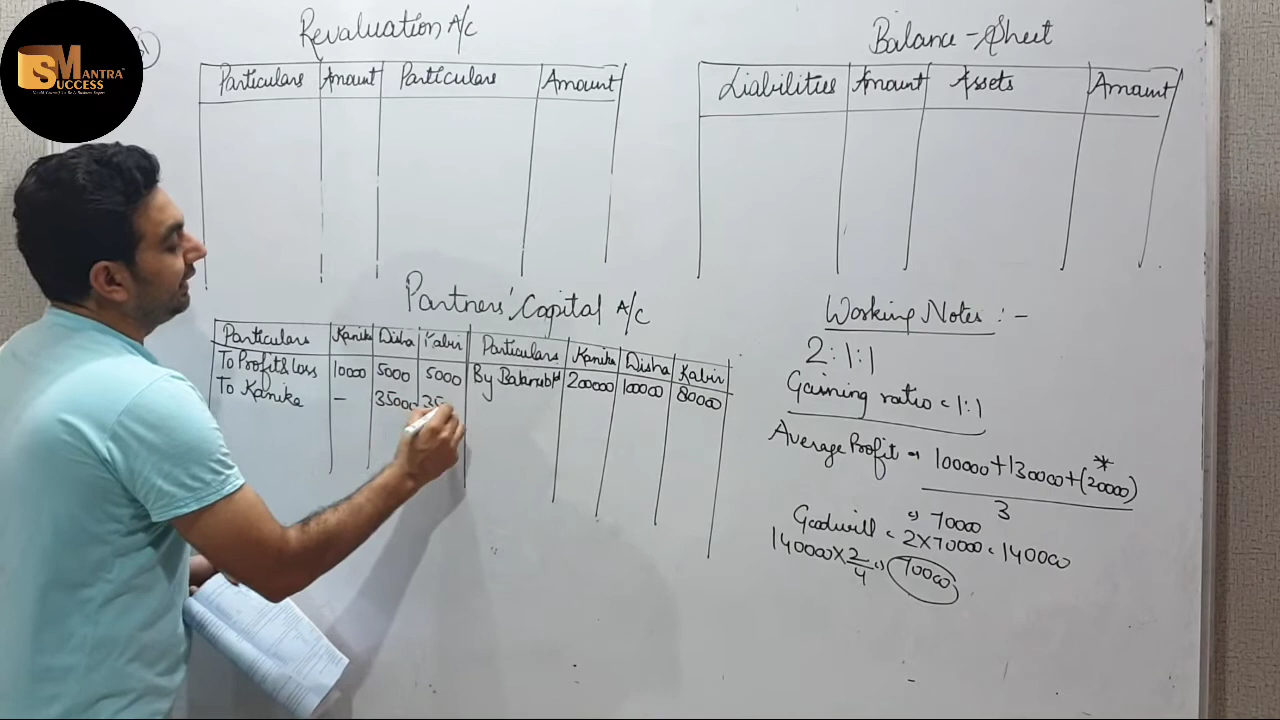 SMANTRA SUCCESS
Revaluation A/c
Particulars Amount Particulars Amount
Balance-Sheet
Liabilities Amount Assets Amount
Partners' Capital A/c
Particulars Kanika Disha Kabir Particulars Kanika Disha Kabir
To Profit & Loss 10000 5000 5000 By Balance b/d 200000 100000 80000
To Kanika - 35000 35
Working Notes :-
2:1:1
Gaining ratio = 1:1
Average Profit = 100000+130000+(20000)*
3
= 70000
Goodwill = 2×70000 = 140000
140000×2/4 = 70000